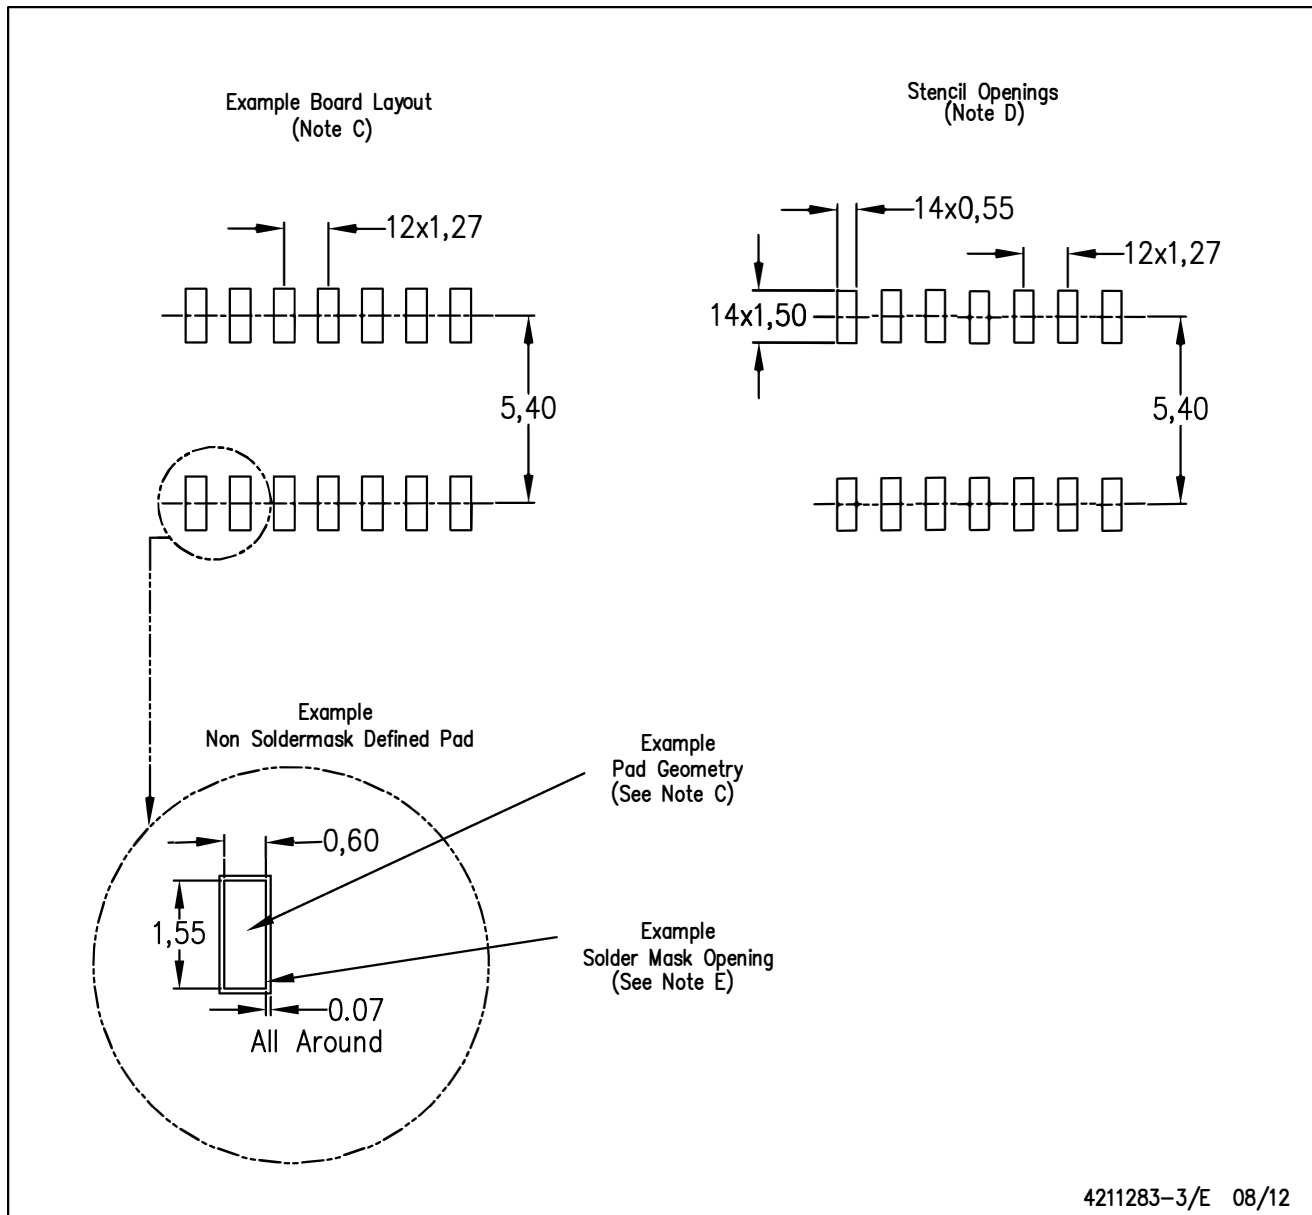 Example Board Layout
(Note C)
Stencil Openings
(Note D)
12x1,27
14x0,55
12x1,27
14x1,50
5,40
5,40
Example
Non Soldermask Defined Pad
Example
Pad Geometry
(See Note C)
0,60
1,55
Example
Solder Mask Opening
(See Note E)
0.07
All Around
4211283-3/E 08/12